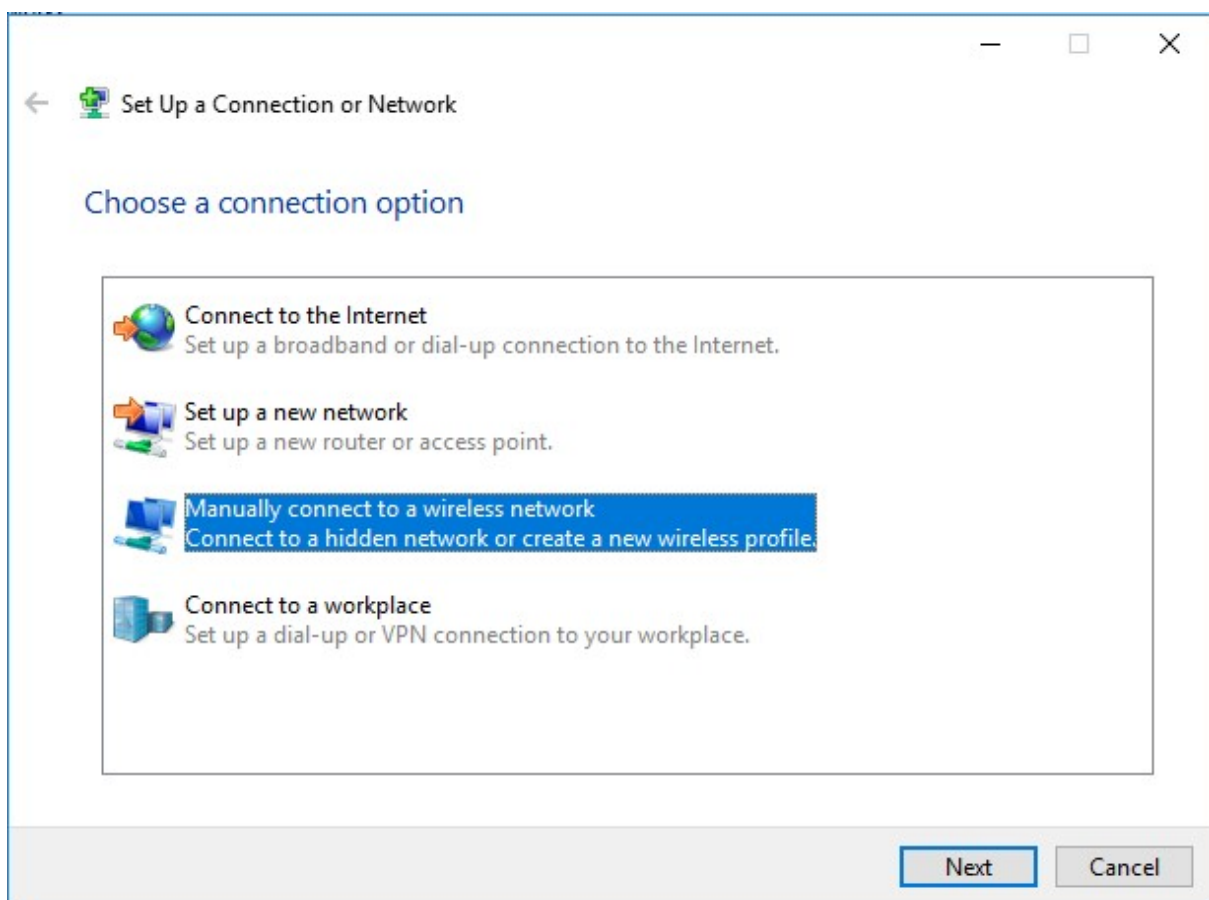 Set Up a Connection or Network
Choose a connection option
Connect to the Internet
Set up a broadband or dial-up connection to the Internet.
Set up a new network
Set up a new router or access point.
Manually connect to a wireless network
Connect to a hidden network or create a new wireless profile.
Connect to a workplace
Set up a dial-up or VPN connection to your workplace.
Next
Cancel